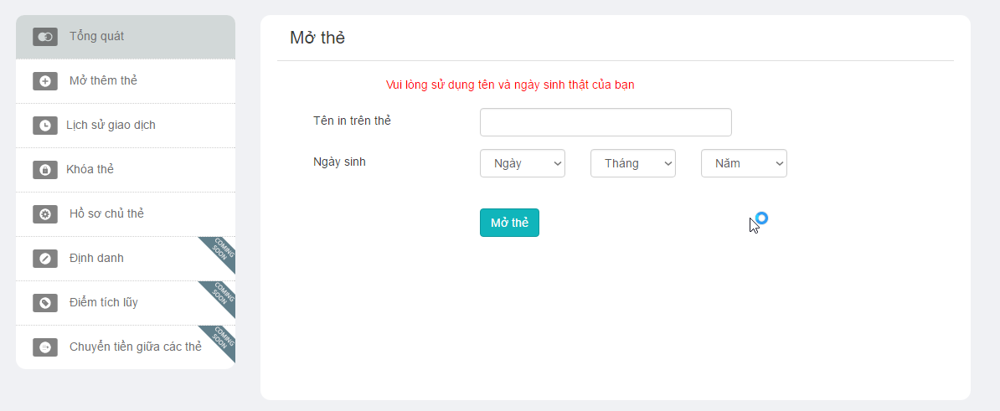 Tổng quát
Mở thêm thẻ
Lịch sử giao dịch
Khóa thẻ
Hồ sơ chủ thẻ
Định danh
COMING SOON
Điểm tích lũy
COMING SOON
Chuyển tiền giữa các thẻ
COMING SOON
Mở thẻ
Vui lòng sử dụng tên và ngày sinh thật của bạn
Tên in trên thẻ
Ngày sinh
Ngày Tháng Năm
Mở thẻ